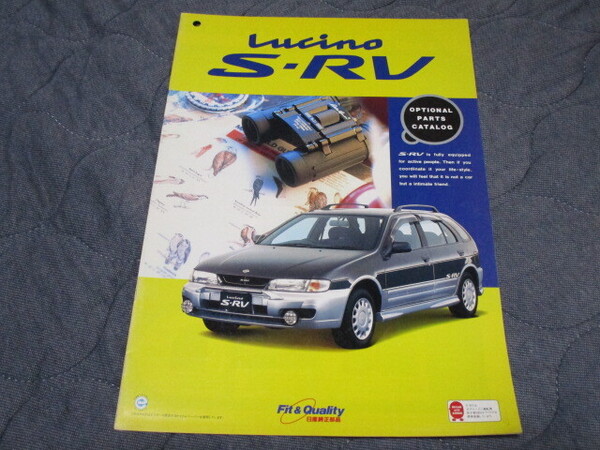 Lucino
S-RV
OPTIONAL
PARTS
CATALOG
S-RV is fully equipped
for active people. Then if you
coordinate it your life-style,
you will feel that it is not a car
but a intimate friend.
S-RV
Lucino
S-RV
Fit & Quality
日産純正部品